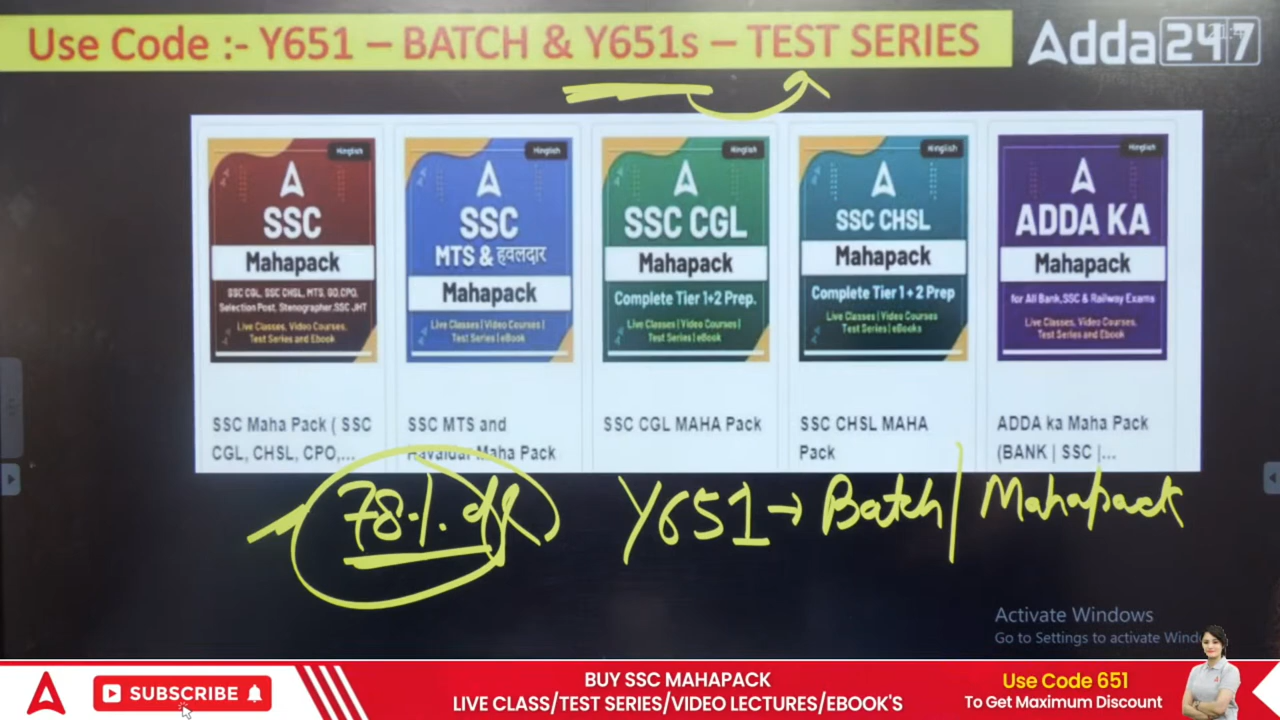 Use Code :- Y651 – BATCH & Y651s – TEST SERIES
Adda247
Hinglish
SSC
Mahapack
SSC CGL, SSC CHSL, MTS, GD,CPO,
Selection Post, Stenographer,SSC JHT
Live Classes, Video Courses,
Test Series and Ebook
SSC Maha Pack ( SSC
CGL, CHSL, CPO,...
Hinglish
SSC
MTS & हवलदार
Mahapack
Live Classes | Video Courses |
Test Series | eBook
SSC MTS and
Havaldar Maha Pack
Hinglish
SSC CGL
Mahapack
Complete Tier 1+2 Prep.
Live Classes | Video Courses |
Test Series | eBook
SSC CGL MAHA Pack
Hinglish
SSC CHSL
Mahapack
Complete Tier 1 + 2 Prep
Live Classes | Video Courses
Test Series | eBooks
SSC CHSL MAHA
Pack
Hinglish
ADDA KA
Mahapack
for All Bank,SSC & Railway Exams
Live Classes, Video Courses,
Test Series and Ebook
ADDA ka Maha Pack
(BANK | SSC |...
78%. off
Y651 → Batch / Mahapack
Activate Windows
Go to Settings to activate
SUBSCRIBE
BUY SSC MAHAPACK
LIVE CLASS/TEST SERIES/VIDEO LECTURES/EBOOK'S
Use Code 651
To Get Maximum Discount